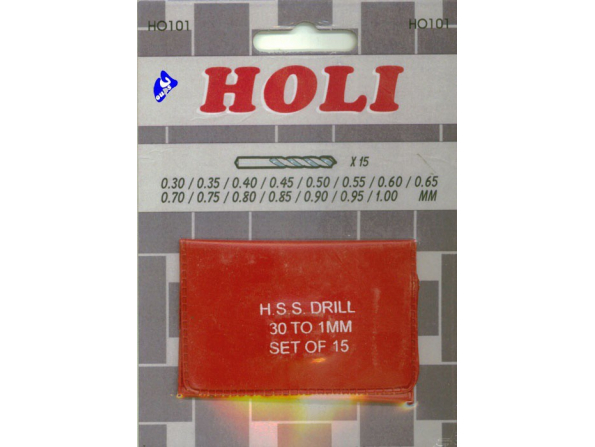 HO101 HO101
HOLI
X 15
0.30 / 0.35 / 0.40 / 0.45 / 0.50 / 0.55 / 0.60 / 0.65
0.70 / 0.75 / 0.80 / 0.85 / 0.90 / 0.95 / 1.00 MM
H.S.S. DRILL
30 TO 1MM
SET OF 15